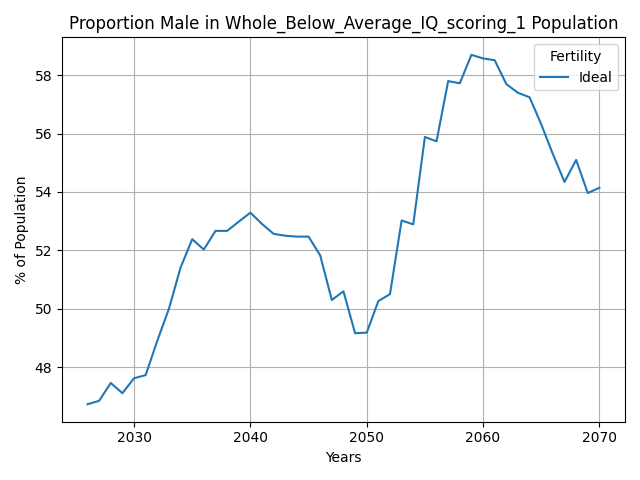 Proportion Male in Whole_Below_Average_IQ_scoring_1 Population
Fertility
Ideal
% of Population
58
56
54
52
50
48
2030 2040 2050 2060 2070
Years